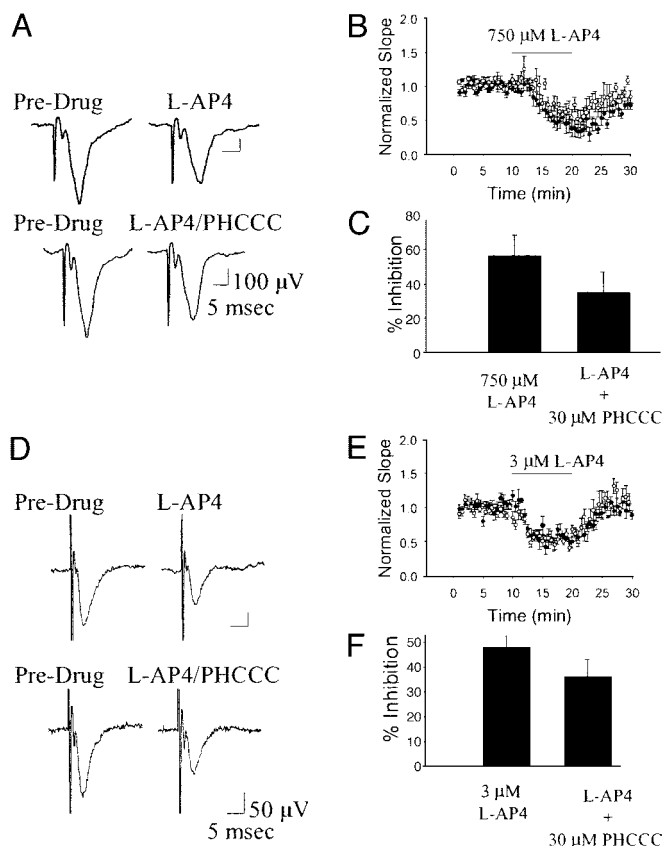 A
Pre-Drug L-AP4
Pre-Drug L-AP4/PHCCC
100 μV
5 msec
B
750 μM L-AP4
Normalized Slope
2.0
1.5
1.0
0.5
0.0
0 5 10 15 20 25 30
Time (min)
C
% Inhibition
80
60
40
20
0
750 μM
L-AP4
L-AP4
+
30 μM PHCCC
D
Pre-Drug L-AP4
Pre-Drug L-AP4/PHCCC
50 μV
5 msec
E
3 μM L-AP4
Normalized Slope
2.0
1.5
1.0
0.5
0.0
0 5 10 15 20 25 30
Time (min)
F
% Inhibition
50
40
30
20
10
0
3 μM
L-AP4
L-AP4
+
30 μM PHCCC